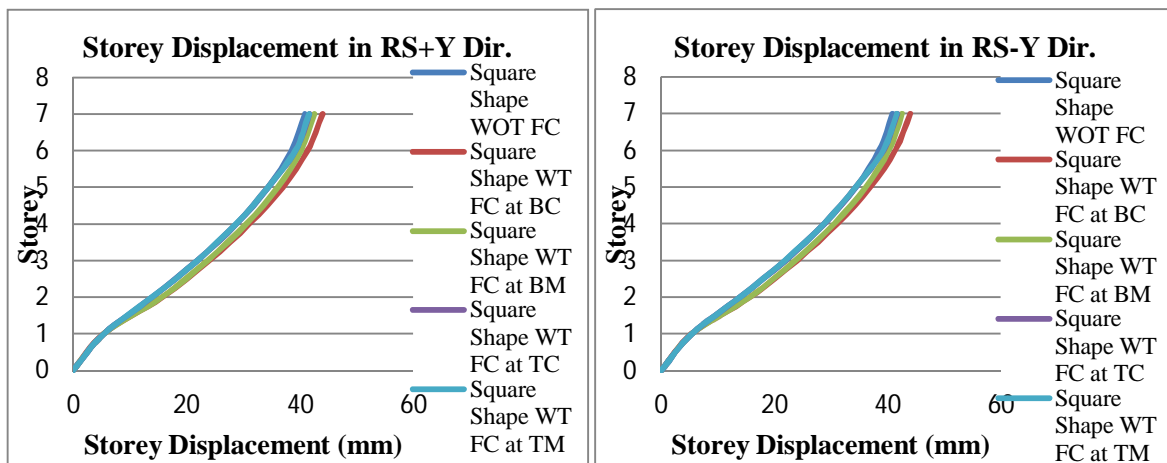 Storey Displacement in RS+Y Dir.
8
7
6
5
4
3
2
1
0
Storey
0 20 40 60
Storey Displacement (mm)
Square
Shape
WOT FC
Square
Shape WT
FC at BC
Square
Shape WT
FC at BM
Square
Shape WT
FC at TC
Square
Shape WT
FC at TM
Storey Displacement in RS-Y Dir.
8
7
6
5
4
3
2
1
0
Storey
0 20 40 60
Storey Displacement (mm)
Square
Shape
WOT FC
Square
Shape WT
FC at BC
Square
Shape WT
FC at BM
Square
Shape WT
FC at TC
Square
Shape WT
FC at TM